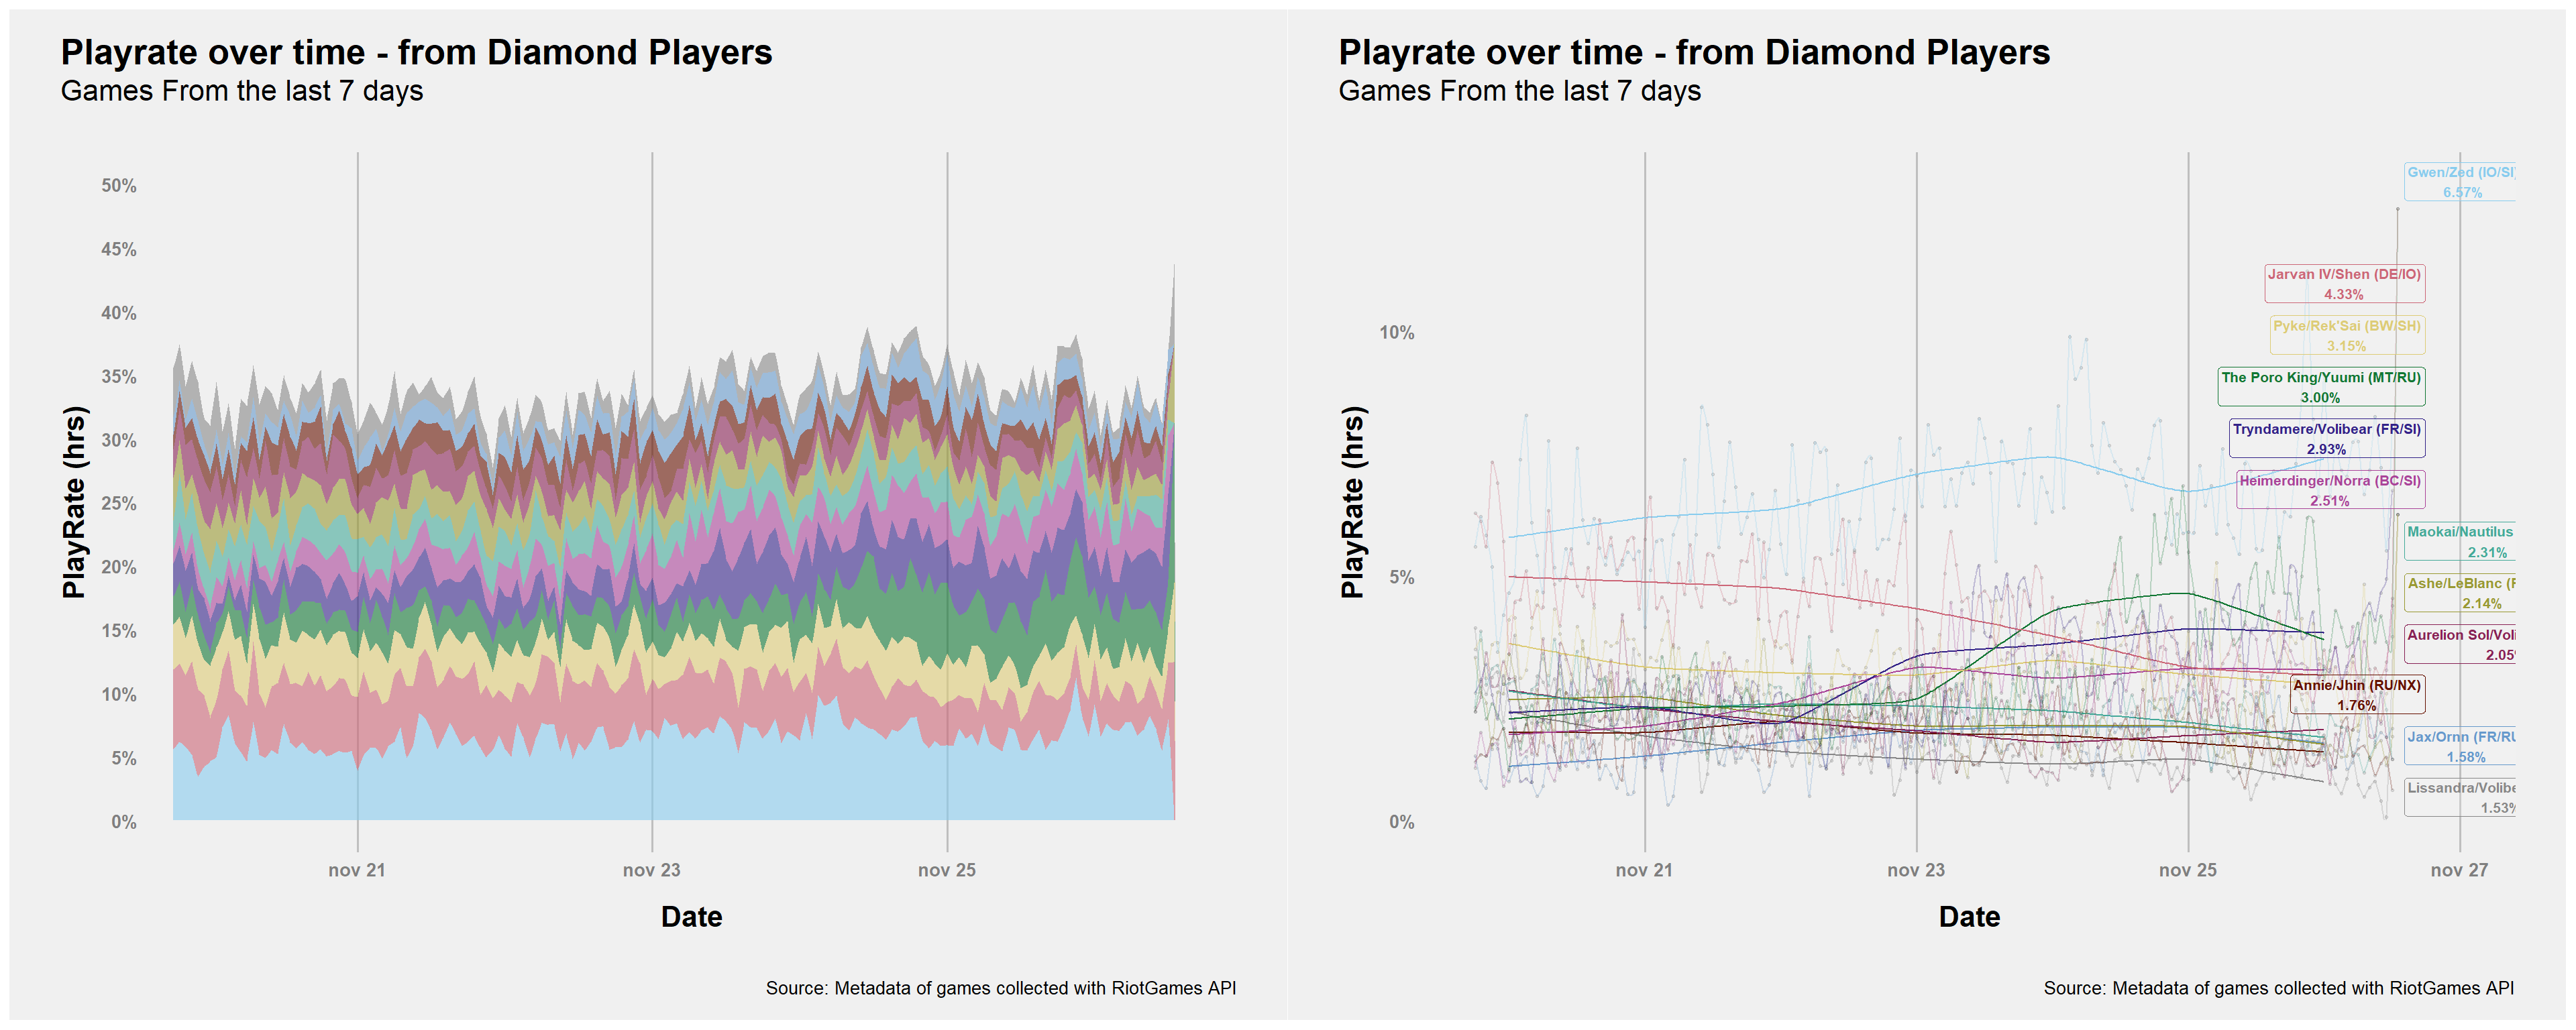 Playrate over time - from Diamond Players
Games From the last 7 days
PlayRate (hrs)
50%
45%
40%
35%
30%
25%
20%
15%
10%
5%
0%
nov 21
nov 23
nov 25
Date
Source: Metadata of games collected with RiotGames API
Playrate over time - from Diamond Players
Games From the last 7 days
PlayRate (hrs)
10%
5%
0%
Gwen/Zed (IO/SI)
6.57%
Jarvan IV/Shen (DE/IO)
4.33%
Pyke/Rek'Sai (BW/SH)
3.15%
The Poro King/Yuumi (MT/RU)
3.00%
Tryndamere/Volibear (FR/SI)
2.93%
Heimerdinger/Norra (BC/SI)
2.51%
Maokai/Nautilus
2.31%
Ashe/LeBlanc
2.14%
Aurelion
2.05%
Annie/Jhin (RU/NX)
1.76%
Jax/Ornn
1.58%
1.53%
nov 21
nov 23
nov 25
nov 27
Date
Source: Metadata of games collected with RiotGames API